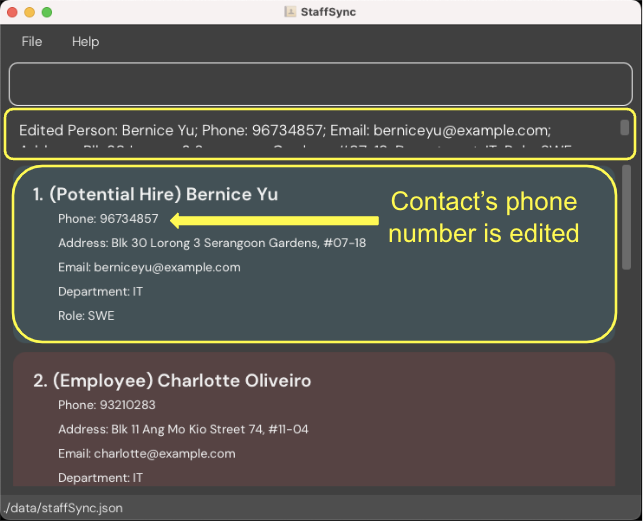 StaffSync
File Help
Edited Person: Bernice Yu; Phone: 96734857; Email: berniceyu@example.com;
1. (Potential Hire) Bernice Yu
Phone: 96734857
Address: Blk 30 Lorong 3 Serangoon Gardens, #07-18
Email: berniceyu@example.com
Department: IT
Role: SWE
Contact's phone
number is edited
2. (Employee) Charlotte Oliveiro
Phone: 93210283
Address: Blk 11 Ang Mo Kio Street 74, #11-04
Email: charlotte@example.com
Department: IT
./data/staffSync.json